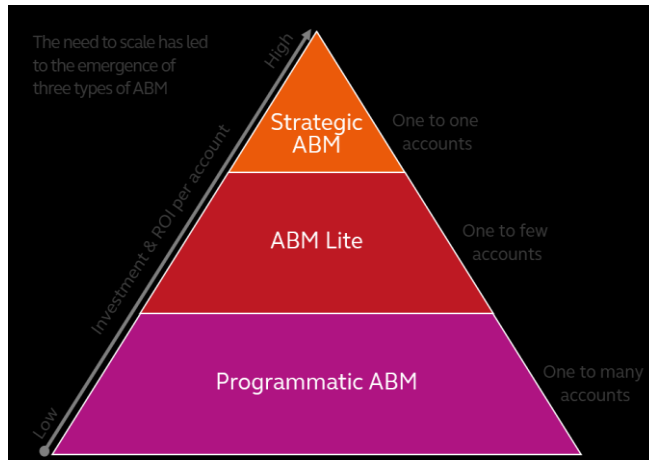 The need to scale has led
to the emergence of
three types of ABM
High
Investment & ROI per account
Low
Strategic
ABM
One to one
accounts
ABM Lite
One to few
accounts
Programmatic ABM
One to many
accounts